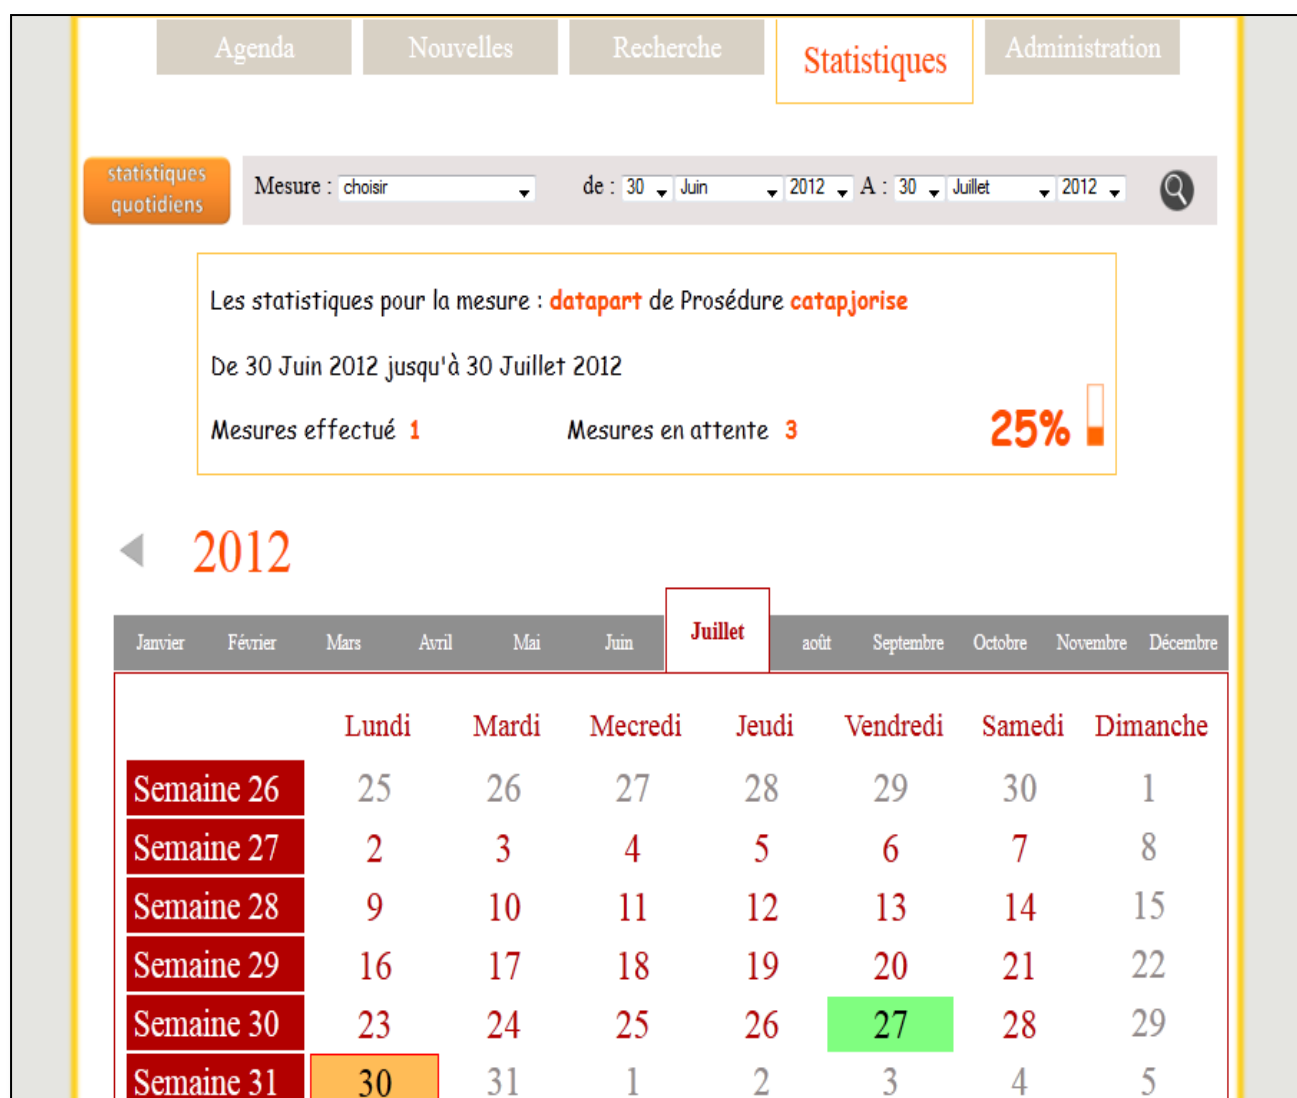 Agenda Nouvelles Recherche Statistiques Administration
statistiques
quotidiens
Mesure : choisir de : 30 Juin 2012 A : 30 Juillet 2012
Les statistiques pour la mesure : datapart de Prosédure catapjorise
De 30 Juin 2012 jusqu'à 30 Juillet 2012
Mesures effectué 1 Mesures en attente 3 25%
2012
Janvier Février Mars Avril Mai Juin Juillet août Septembre Octobre Novembre Décembre
Lundi Mardi Mecredi Jeudi Vendredi Samedi Dimanche
Semaine 26 25 26 27 28 29 30 1
Semaine 27 2 3 4 5 6 7 8
Semaine 28 9 10 11 12 13 14 15
Semaine 29 16 17 18 19 20 21 22
Semaine 30 23 24 25 26 27 28 29
Semaine 31 30 31 1 2 3 4 5